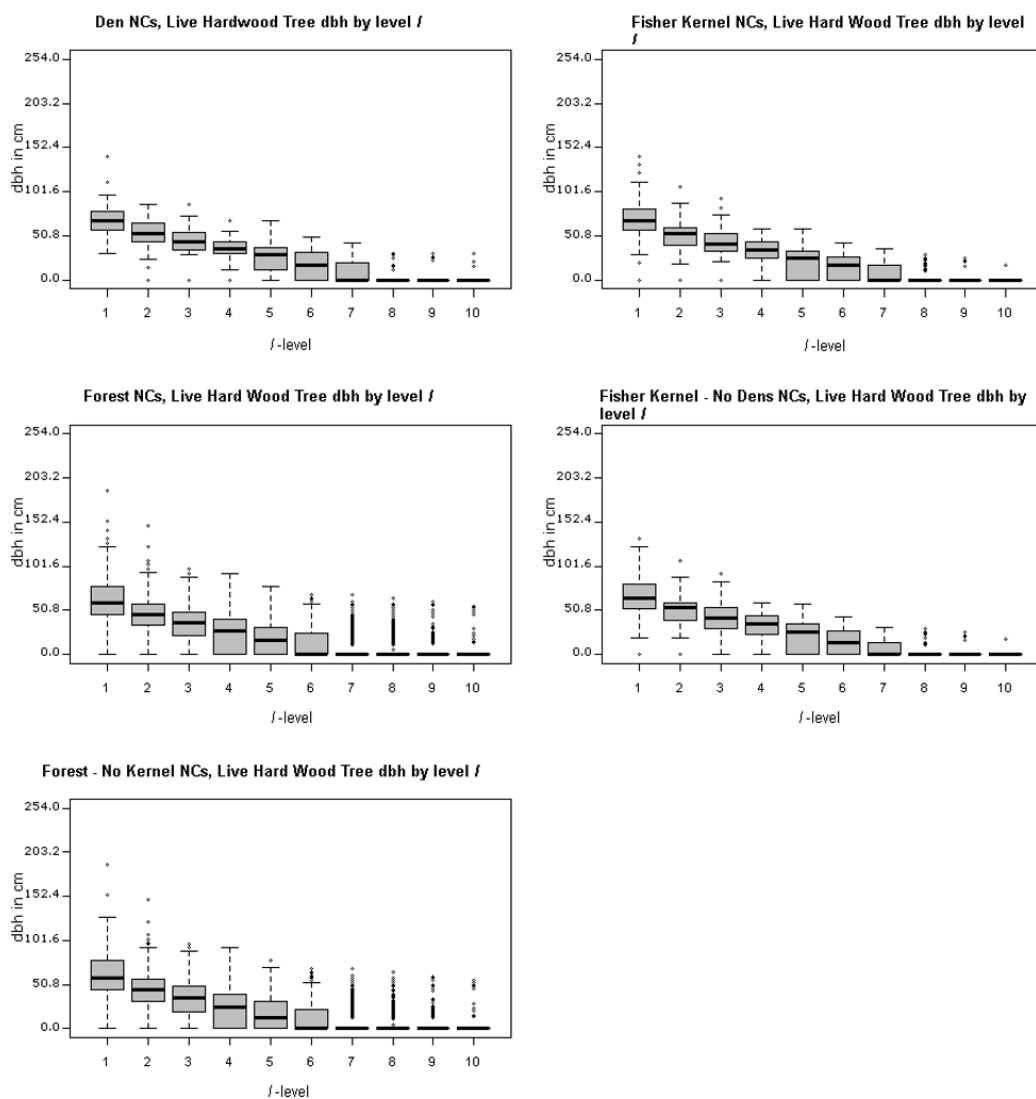 Den NCs, Live Hardwood Tree dbh by level l
254.0
203.2
152.4
101.6
50.8
0.0
dbh in cm
1 2 3 4 5 6 7 8 9 10
l -level
Fisher Kernel NCs, Live Hard Wood Tree dbh by level
l
254.0
203.2
152.4
101.6
50.8
0.0
dbh in cm
1 2 3 4 5 6 7 8 9 10
l -level
Forest NCs, Live Hard Wood Tree dbh by level l
254.0
203.2
152.4
101.6
50.8
0.0
dbh in cm
1 2 3 4 5 6 7 8 9 10
l -level
Fisher Kernel - No Dens NCs, Live Hard Wood Tree dbh by
level l
254.0
203.2
152.4
101.6
50.8
0.0
dbh in cm
1 2 3 4 5 6 7 8 9 10
l -level
Forest - No Kernel NCs, Live Hard Wood Tree dbh by level l
254.0
203.2
152.4
101.6
50.8
0.0
dbh in cm
1 2 3 4 5 6 7 8 9 10
l -level